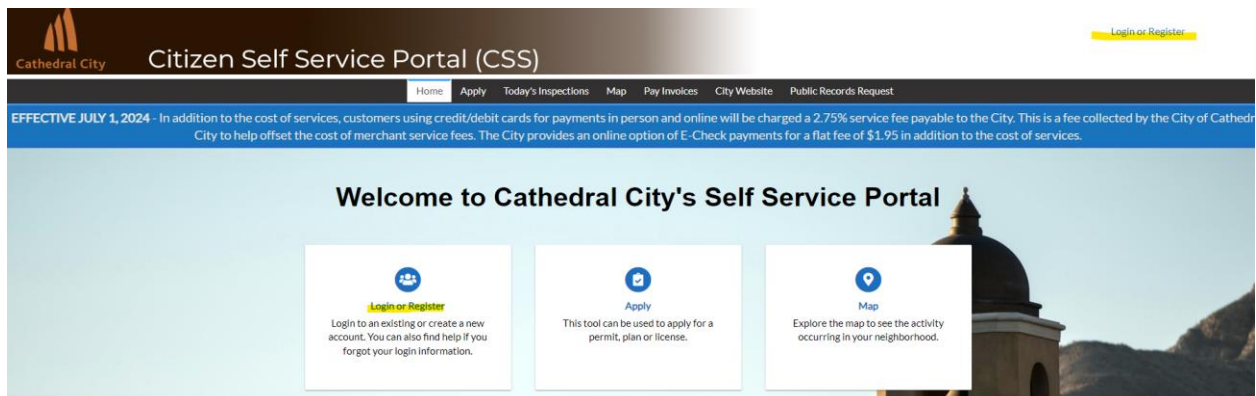 Login or Register
Cathedral City
Citizen Self Service Portal (CSS)
Home Apply Today's Inspections Map Pay Invoices City Website Public Records Request
EFFECTIVE JULY 1, 2024 - In addition to the cost of services, customers using credit/debit cards for payments in person and online will be charged a 2.75% service fee payable to the City. This is a fee collected by the City of Cathedr
City to help offset the cost of merchant service fees. The City provides an online option of E-Check payments for a flat fee of $1.95 in addition to the cost of services.
Welcome to Cathedral City's Self Service Portal
Login or Register
Login to an existing or create a new
account. You can also find help if you
forgot your login information.
Apply
This tool can be used to apply for a
permit, plan or license.
Map
Explore the map to see the activity
occurring in your neighborhood.